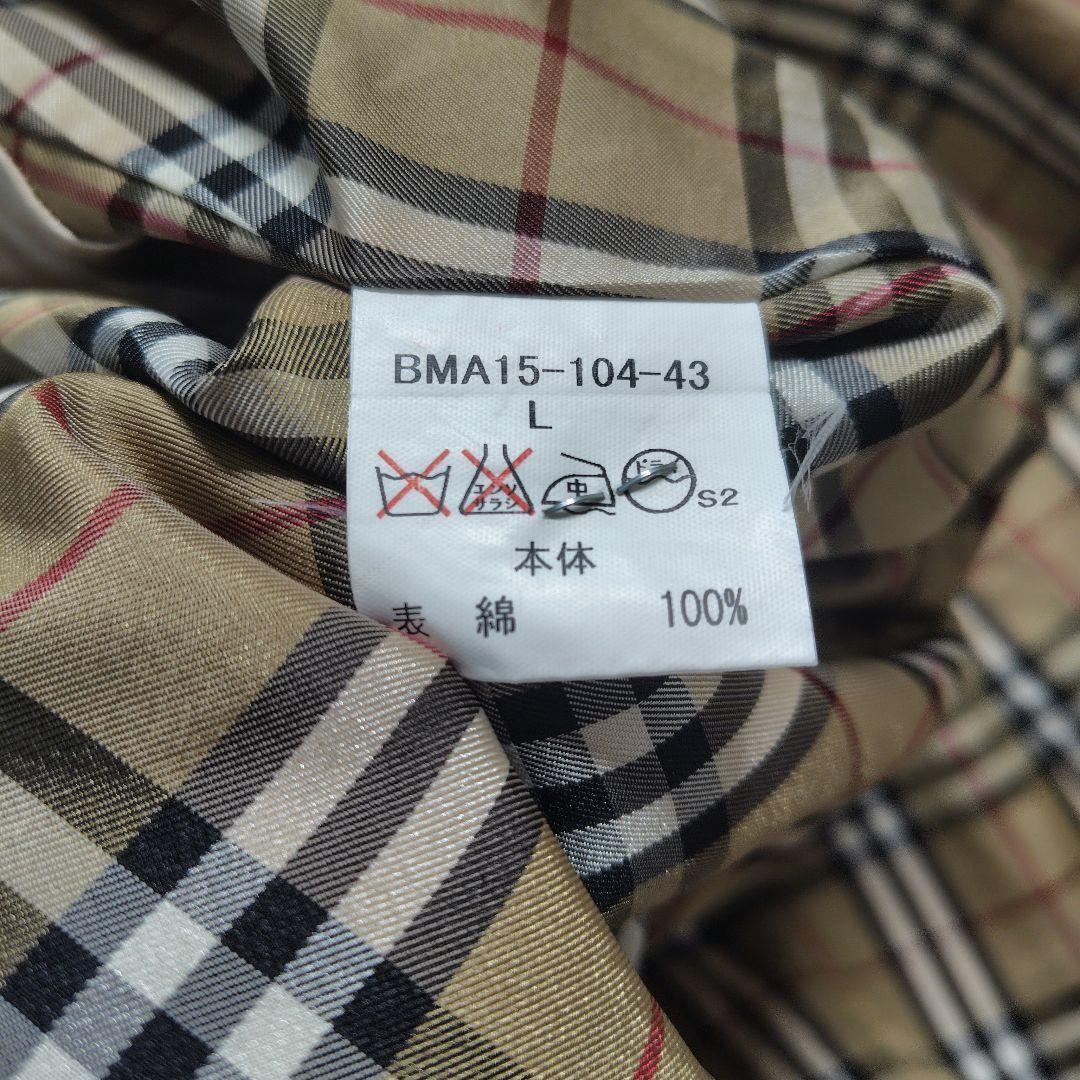 BMA15-104-43
L
エンソ
サラシ
中
ドライ
S2
本体
表 綿 100%